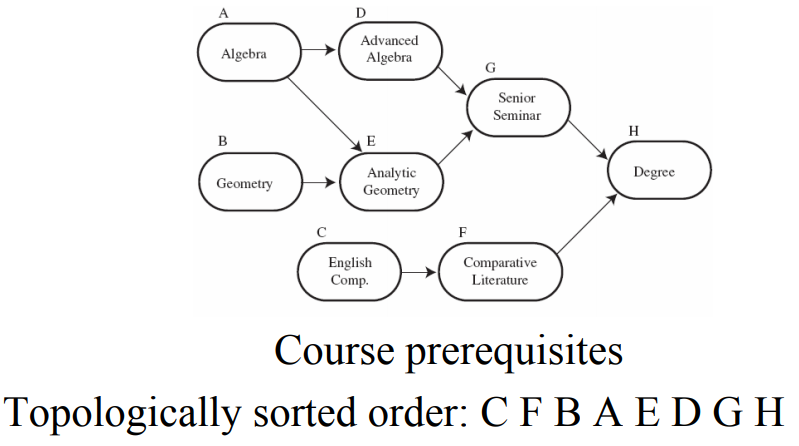 A
Algebra
D
Advanced
Algebra
G
Senior
Seminar
B
Geometry
E
Analytic
Geometry
H
Degree
C
English
Comp.
F
Comparative
Literature
Course prerequisites
Topologically sorted order: C F B A E D G H